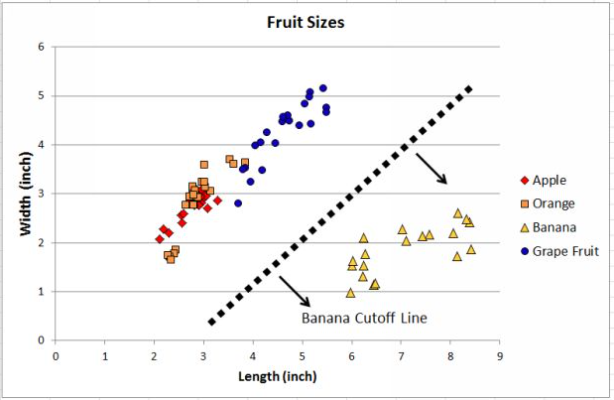 Fruit Sizes
6
5
4
3
2
1
0
Width (inch)
0 1 2 3 4 5 6 7 8 9
Length (inch)
Banana Cutoff Line
Apple
Orange
Banana
Grape Fruit